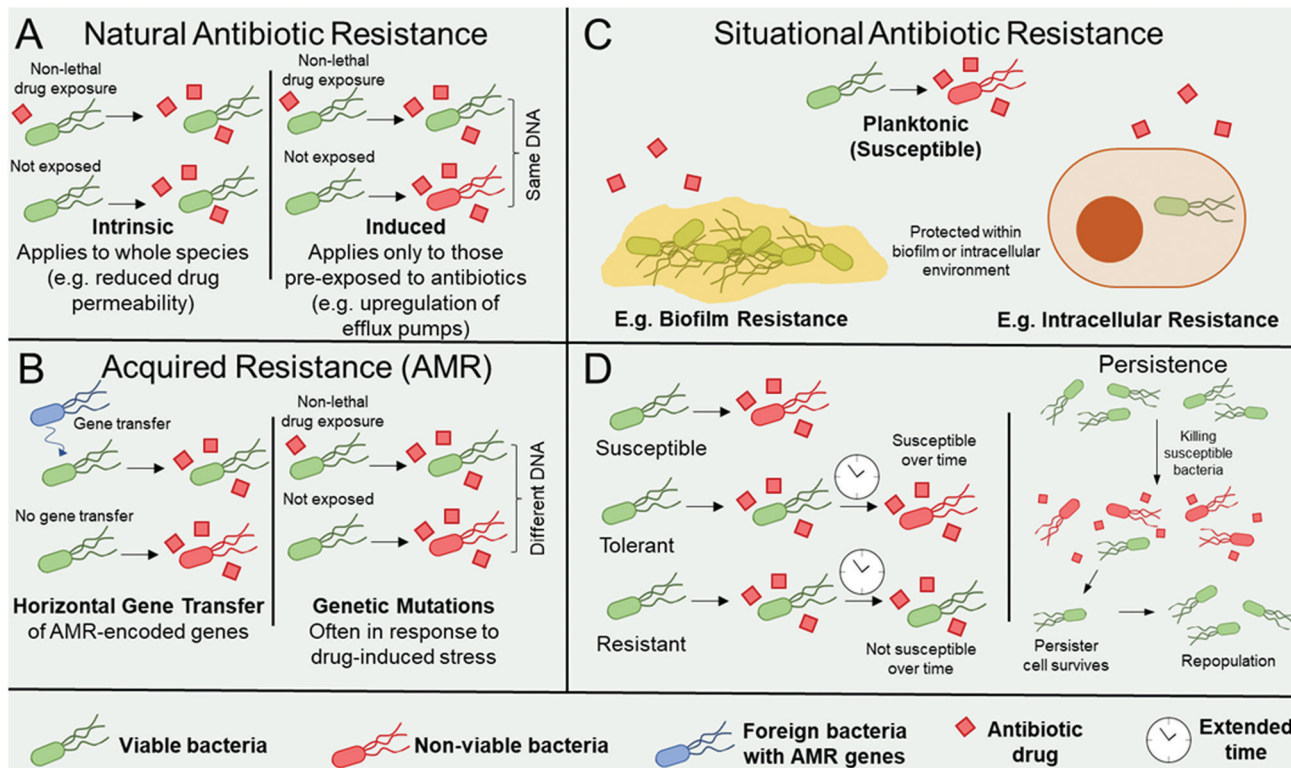 A
Natural Antibiotic Resistance
Non-lethal
drug exposure
Not exposed
Intrinsic
Applies to whole species
(e.g. reduced drug
permeability)
Non-lethal
drug exposure
Not exposed
Same DNA
Induced
Applies only to those
pre-exposed to antibiotics
(e.g. upregulation of
efflux pumps)
C
Situational Antibiotic Resistance
Planktonic
(Susceptible)
Protected within
biofilm or intracellular
environment
E.g. Biofilm Resistance
E.g. Intracellular Resistance
B
Acquired Resistance (AMR)
Gene transfer
No gene transfer
Horizontal Gene Transfer
of AMR-encoded genes
Non-lethal
drug exposure
Not exposed
Different DNA
Genetic Mutations
Often in response to
drug-induced stress
D
Susceptible
Tolerant
Susceptible
over time
Resistant
Not susceptible
over time
Persistence
Killing
susceptible
bacteria
Persister
cell survives
Repopulation
Viable bacteria
Non-viable bacteria
Foreign bacteria
with AMR genes
Antibiotic
drug
Extended
time